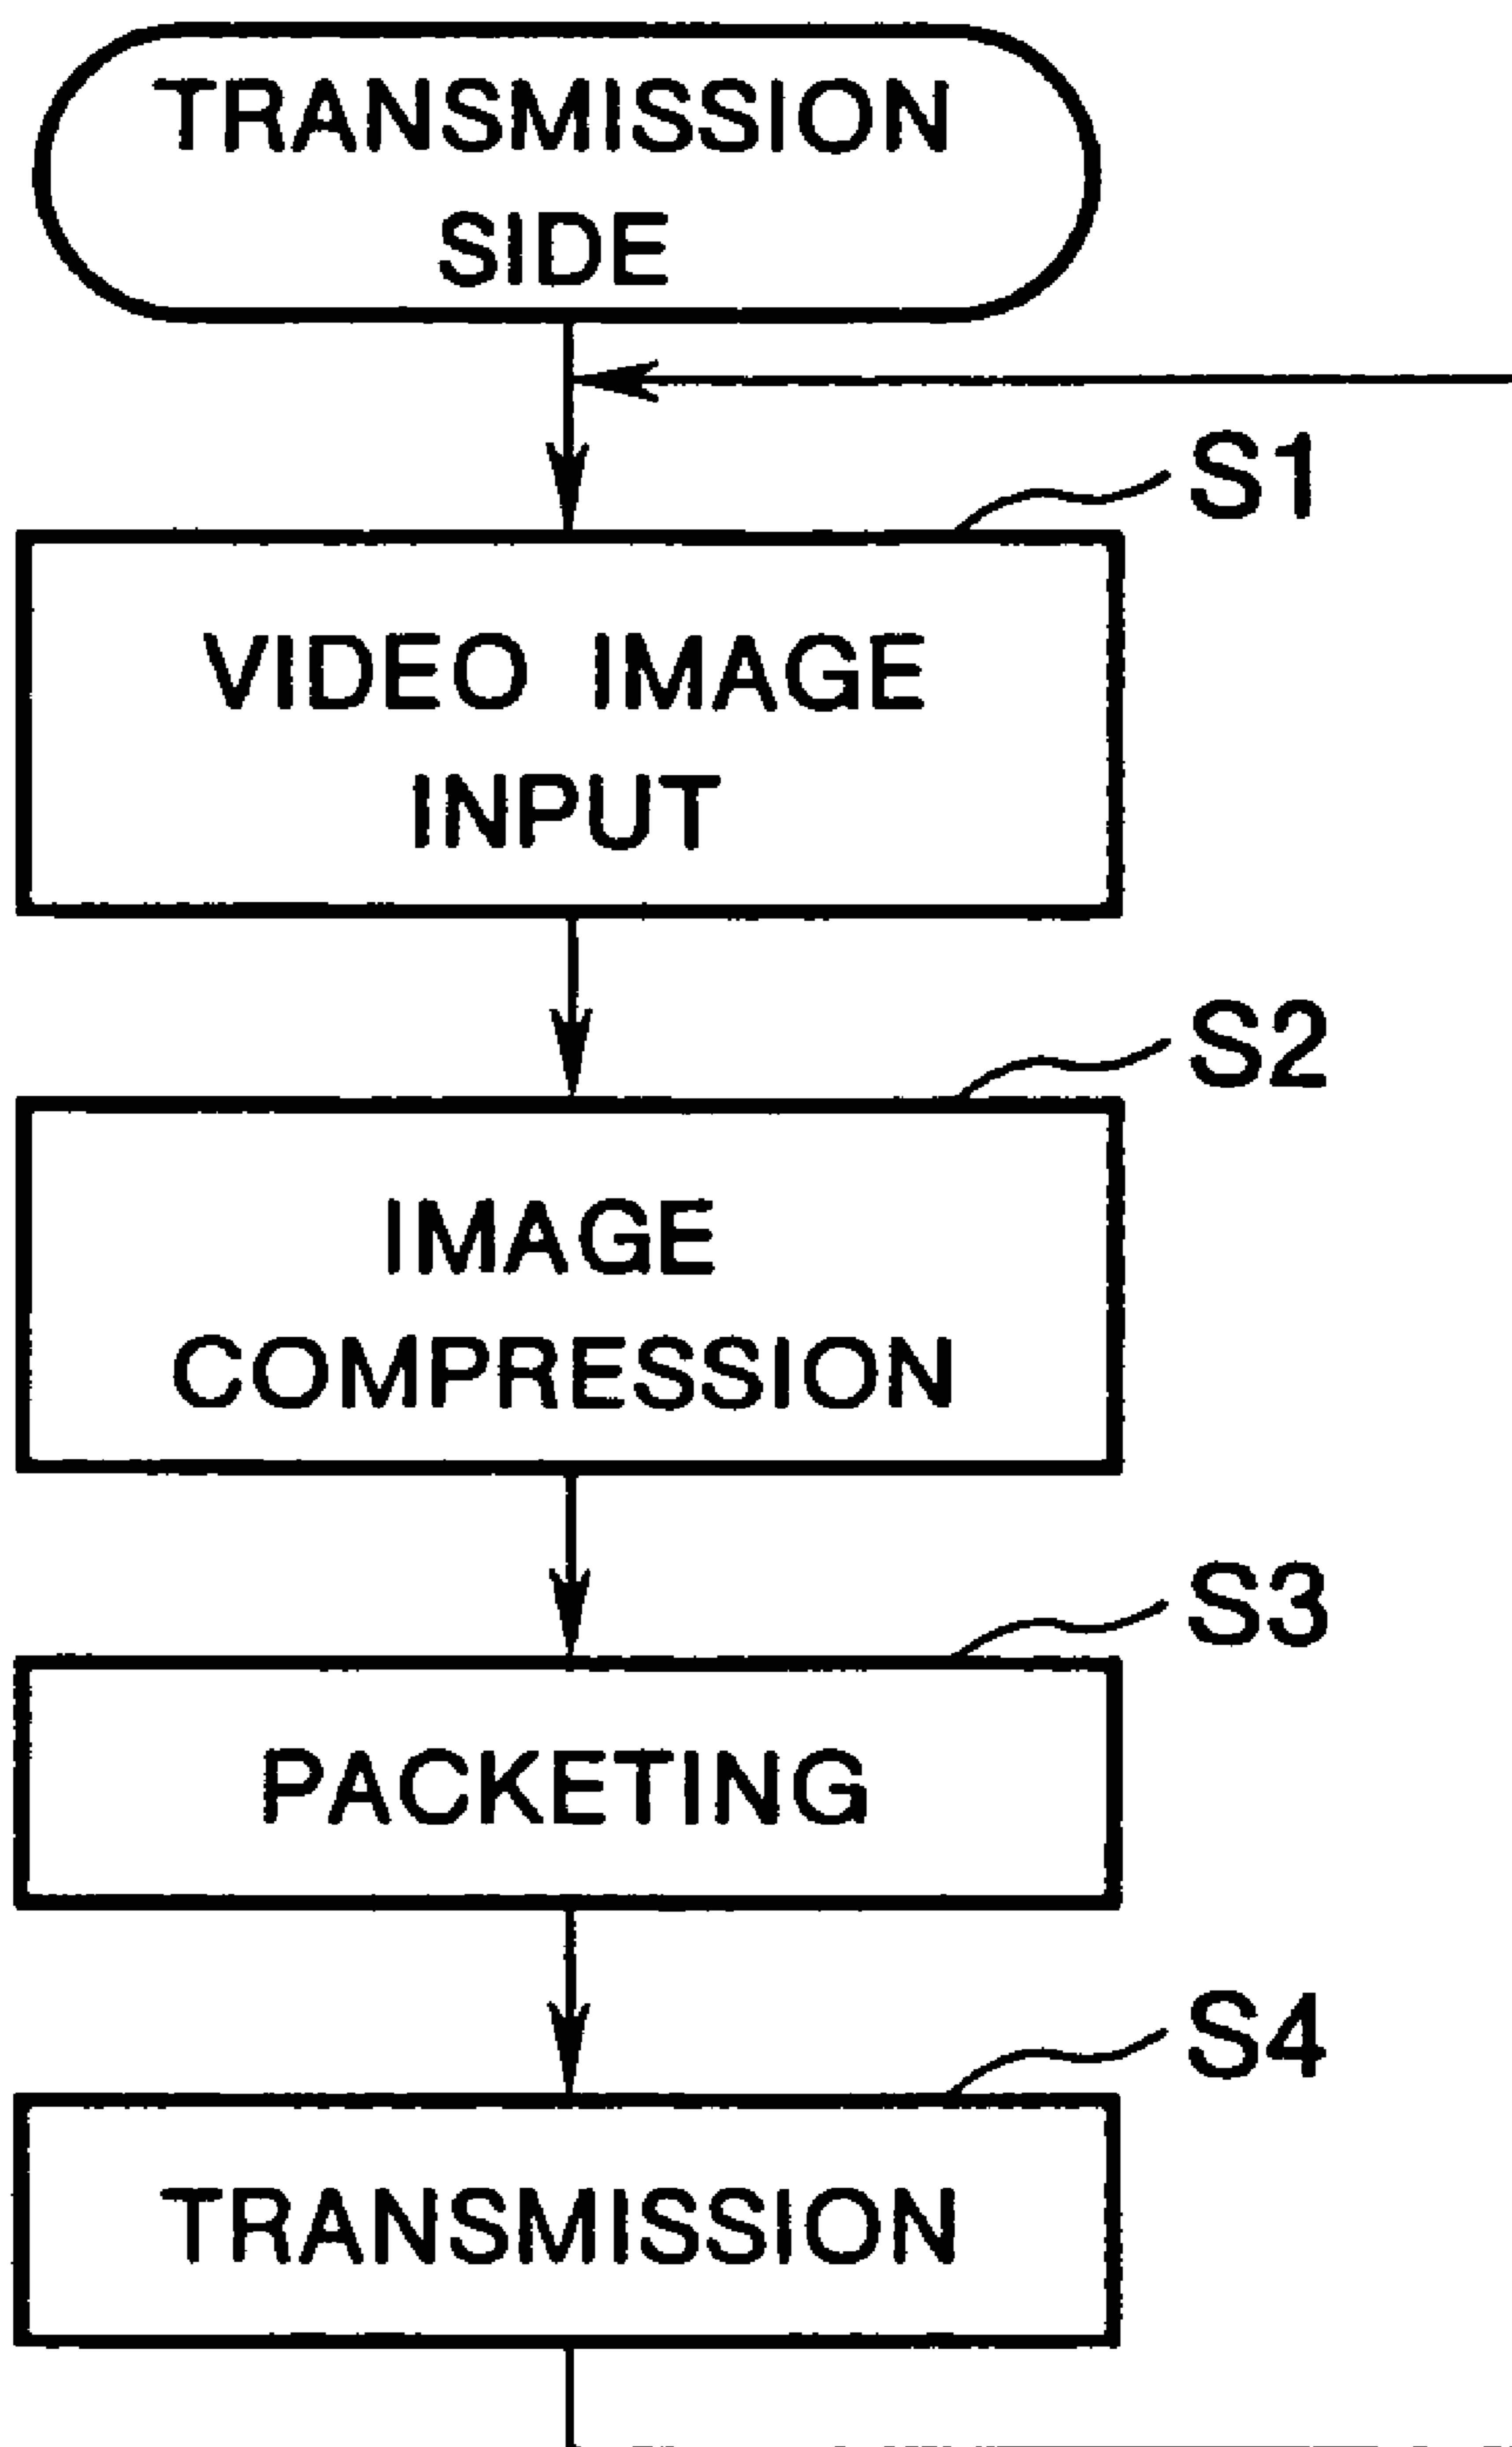 TRANSMISSION
SIDE
S1
VIDEO IMAGE
INPUT
S2
IMAGE
COMPRESSION
S3
PACKETING
S4
TRANSMISSION